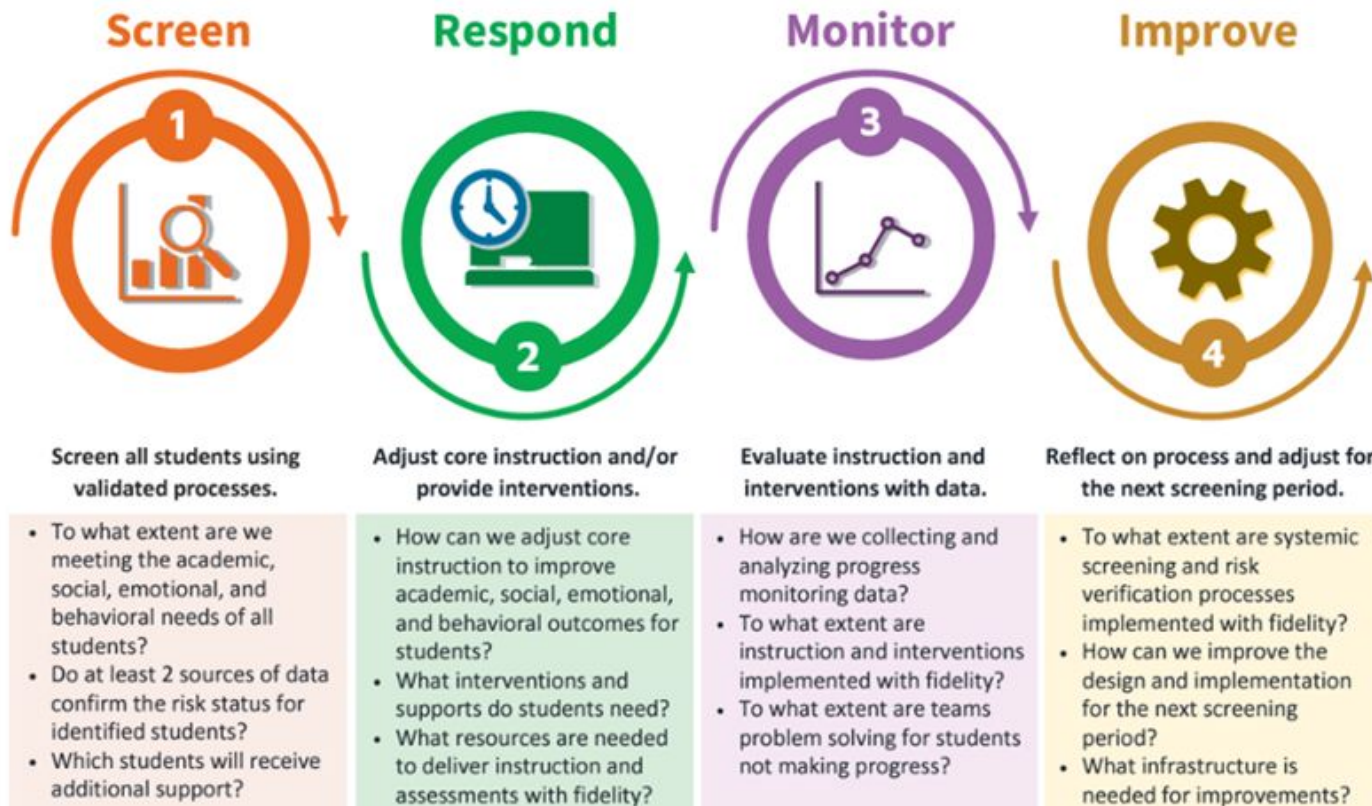 Screen
Respond
Monitor
Improve
1
2
3
4
Screen all students using
validated processes.
• To what extent are we
meeting the academic,
social, emotional, and
behavioral needs of all
students?
• Do at least 2 sources of data
confirm the risk status for
identified students?
• Which students will receive
additional support?
Adjust core instruction and/or
provide interventions.
• How can we adjust core
instruction to improve
academic, social, emotional,
and behavioral outcomes for
students?
• What interventions and
supports do students need?
• What resources are needed
to deliver instruction and
assessments with fidelity?
Evaluate instruction and
interventions with data.
• How are we collecting and
analyzing progress
monitoring data?
• To what extent are
instruction and interventions
implemented with fidelity?
• To what extent are teams
problem solving for students
not making progress?
Reflect on process and adjust for
the next screening period.
• To what extent are systemic
screening and risk
verification processes
implemented with fidelity?
• How can we improve the
design and implementation
for the next screening
period?
• What infrastructure is
needed for improvements?